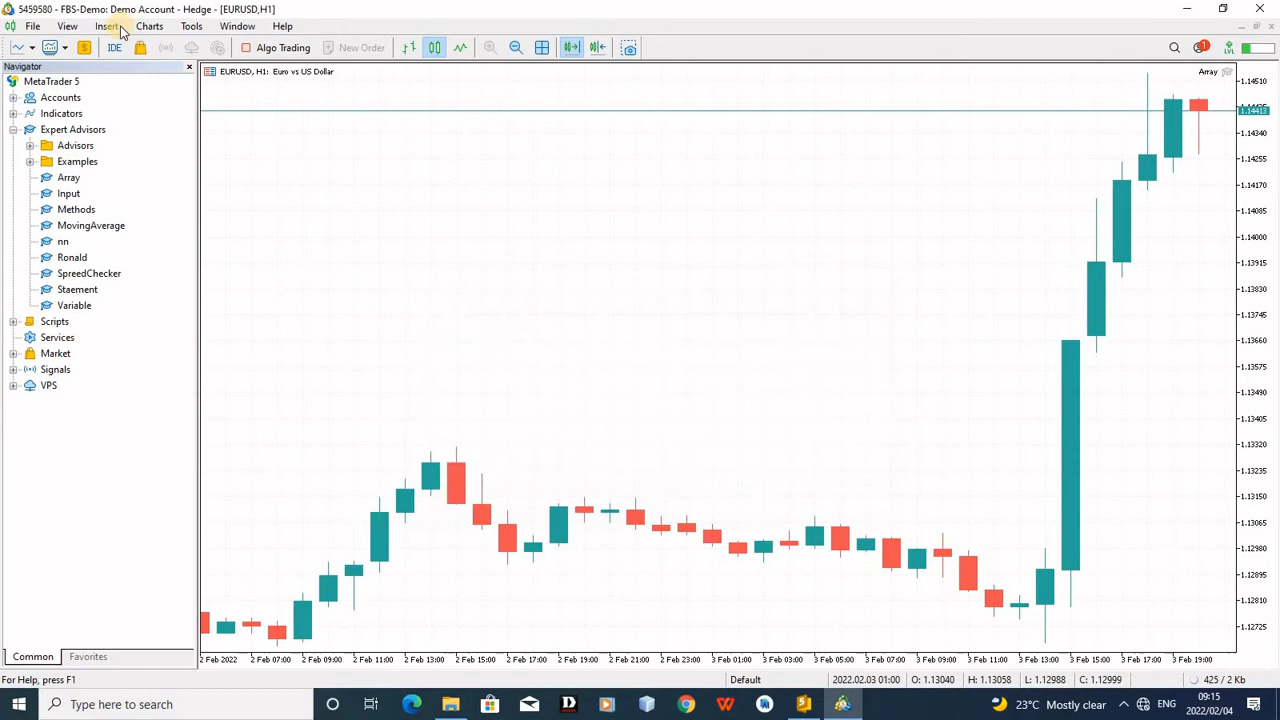 5459580 - FBS-Demo: Demo Account - Hedge - [EURUSD,H1]
File View Insert Charts Tools Window Help
IDE Algo Trading New Order 1 LVL
Navigator
MetaTrader 5
Accounts
Indicators
Expert Advisors
Advisors
Examples
Array
Input
Methods
MovingAverage
nn
Ronald
SpreedChecker
Staement
Variable
Scripts
Services
Market
Signals
VPS
Common Favorites
EURUSD, H1: Euro vs US Dollar
Array
1.14510
1.14413
1.14340
1.14255
1.14170
1.14085
1.14000
1.13915
1.13830
1.13745
1.13660
1.13575
1.13490
1.13405
1.13320
1.13235
1.13150
1.13065
1.12980
1.12895
1.12810
1.12725
2 Feb 2022 2 Feb 07:00 2 Feb 09:00 2 Feb 11:00 2 Feb 13:00 2 Feb 15:00 2 Feb 17:00 2 Feb 19:00 2 Feb 21:00 2 Feb 23:00 3 Feb 01:00 3 Feb 03:00 3 Feb 05:00 3 Feb 07:00 3 Feb 09:00 3 Feb 11:00 3 Feb 13:00 3 Feb 15:00 3 Feb 17:00 3 Feb 19:00
For Help, press F1 Default 2022.02.03 01:00 O: 1.13040 H: 1.13058 L: 1.12988 C: 1.12999 425 / 2 Kb
Type here to search 23°C Mostly clear ENG 09:15
2022/02/04